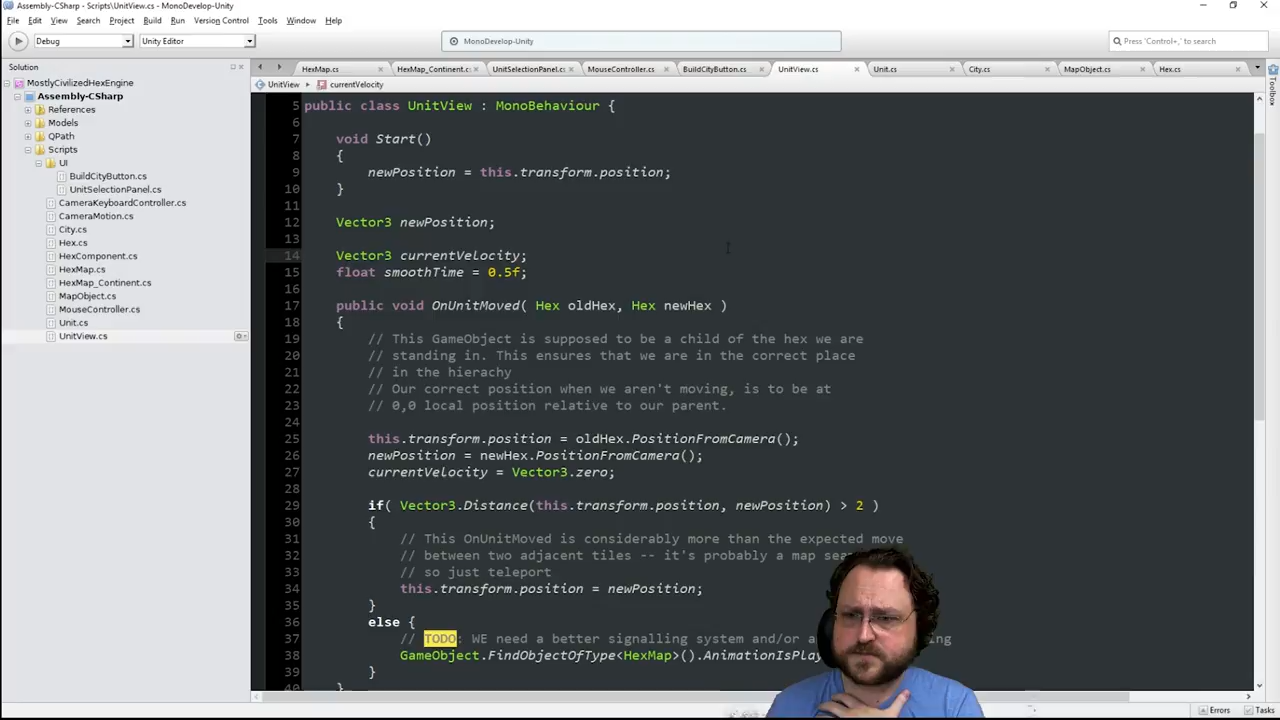 Assembly-CSharp - Scripts\UnitView.cs - MonoDevelop-Unity
File Edit View Search Project Build Run Version Control Tools Window Help
Debug Unity Editor MonoDevelop-Unity Press 'Control+,' to search
Solution
HexMap.cs HexMap_Continent.cs UnitSelectionPanel.cs MouseController.cs BuildCityButton.cs UnitView.cs Unit.cs City.cs MapObject.cs Hex.cs
UnitView currentVelocity
Toolbox
MostlyCivilizedHexEngine
Assembly-CSharp
References
Models
QPath
Scripts
UI
BuildCityButton.cs
UnitSelectionPanel.cs
CameraKeyboardController.cs
CameraMotion.cs
City.cs
Hex.cs
HexComponent.cs
HexMap.cs
HexMap_Continent.cs
MapObject.cs
MouseController.cs
Unit.cs
UnitView.cs
5 public class UnitView : MonoBehaviour {
6
7 void Start()
8 {
9 newPosition = this.transform.position;
10 }
11
12 Vector3 newPosition;
13
14 Vector3 currentVelocity;
15 float smoothTime = 0.5f;
16
17 public void OnUnitMoved( Hex oldHex, Hex newHex )
18 {
19 // This GameObject is supposed to be a child of the hex we are
20 // standing in. This ensures that we are in the correct place
21 // in the hierachy
22 // Our correct position when we aren't moving, is to be at
23 // 0,0 local position relative to our parent.
24
25 this.transform.position = oldHex.PositionFromCamera();
26 newPosition = newHex.PositionFromCamera();
27 currentVelocity = Vector3.zero;
28
29 if( Vector3.Distance(this.transform.position, newPosition) > 2 )
30 {
31 // This OnUnitMoved is considerably more than the expected move
32 // between two adjacent tiles -- it's probably a map
33 // so just teleport
34 this.transform.position = newPosition;
35 }
36 else {
37 // TODO: WE need a better signalling system and/or
38 GameObject.FindObjectOfType<HexMap>().
39 }
40 }
Errors Tasks